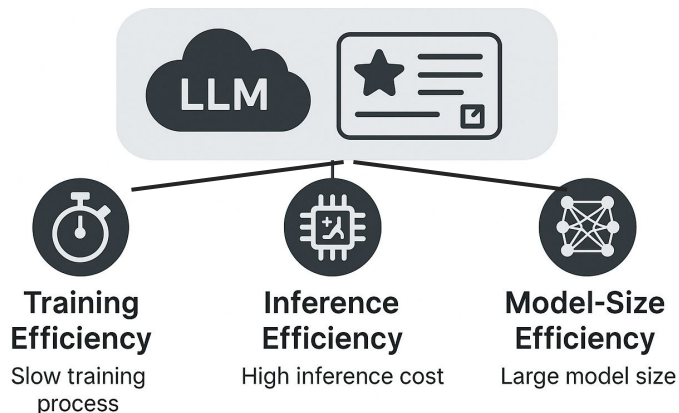 LLM
Training
Efficiency
Slow training
process
Inference
Efficiency
High inference cost
Model-Size
Efficiency
Large model size